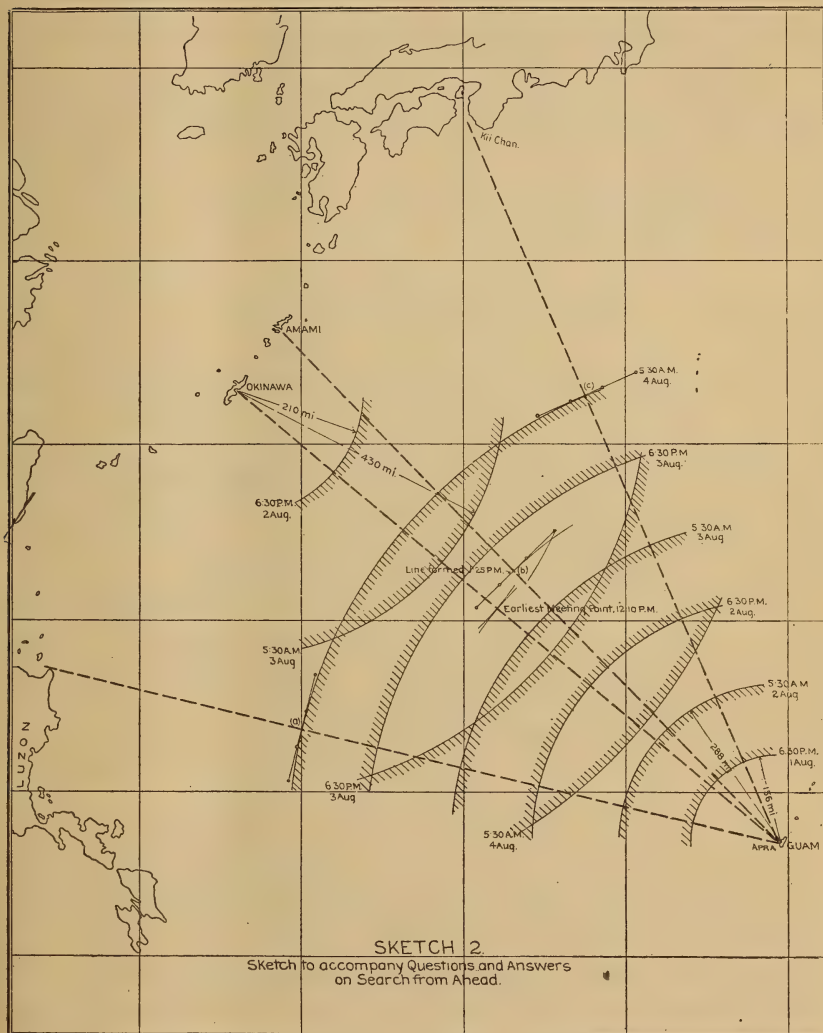 Kii Chan.
AMAMI
OKINAWA
210 mi.
430 mi.
6:30 P.M.
2 Aug.
(c)
5:30 A.M.
4 Aug.
6:30 P.M.
3 Aug.
5:30 A.M.
3 Aug.
Line formed 1:25 P.M.
(b)
Earliest Meeting Point, 12:10 P.M.
6:30 P.M.
2 Aug.
5:30 A.M.
3 Aug
5:30 A.M.
2 Aug.
LUZON
(a)
288 mi.
6:30 P.M.
1 Aug.
136 mi.
6:30 P.M.
3 Aug
5:30 A.M.
4 Aug.
APRA
GUAM
SKETCH 2.
Sketch to accompany Questions and Answers
on Search from Ahead.